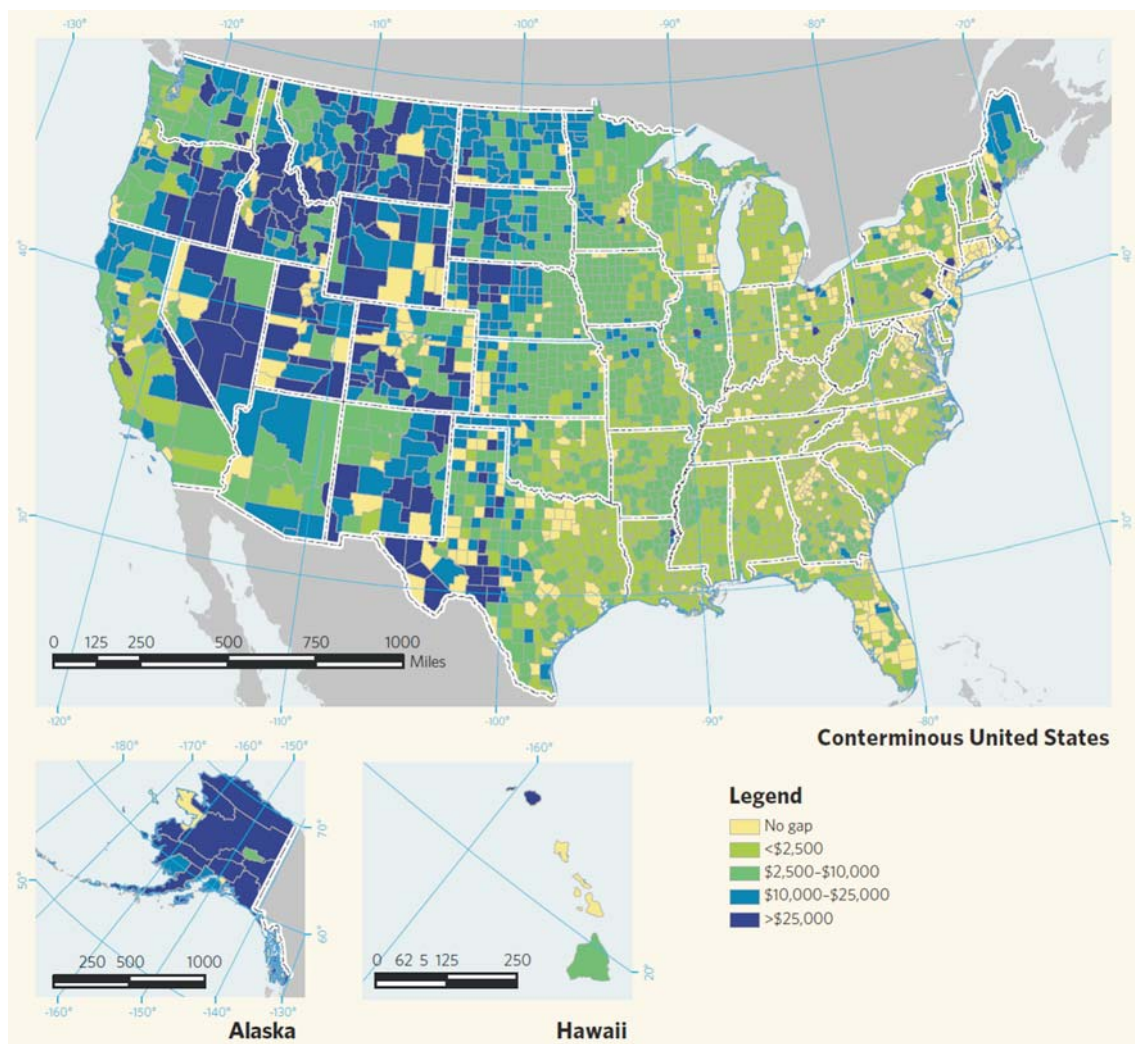 -130° -120° -110° -100° -90° -80° -70°
40° 40°
30° 30°
0 125 250 500 750 1000
Miles
-120° -110° -100° -90° -80°
Conterminous United States
-180° -170° -160° -150°
70°
50°
60°
250 500 1000
-160° -150° -140° -130°
Alaska
-160°
0 62 5 125 250
20°
Hawaii
Legend
No gap
<$2,500
$2,500–$10,000
$10,000–$25,000
>$25,000